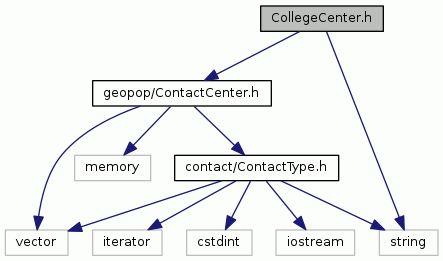 CollegeCenter.h
geopop/ContactCenter.h
memory
contact/ContactType.h
vector
iterator
cstdint
iostream
string